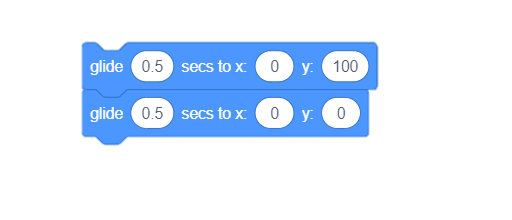 glide 0.5 secs to x: 0 y: 100
glide 0.5 secs to x: 0 y: 0